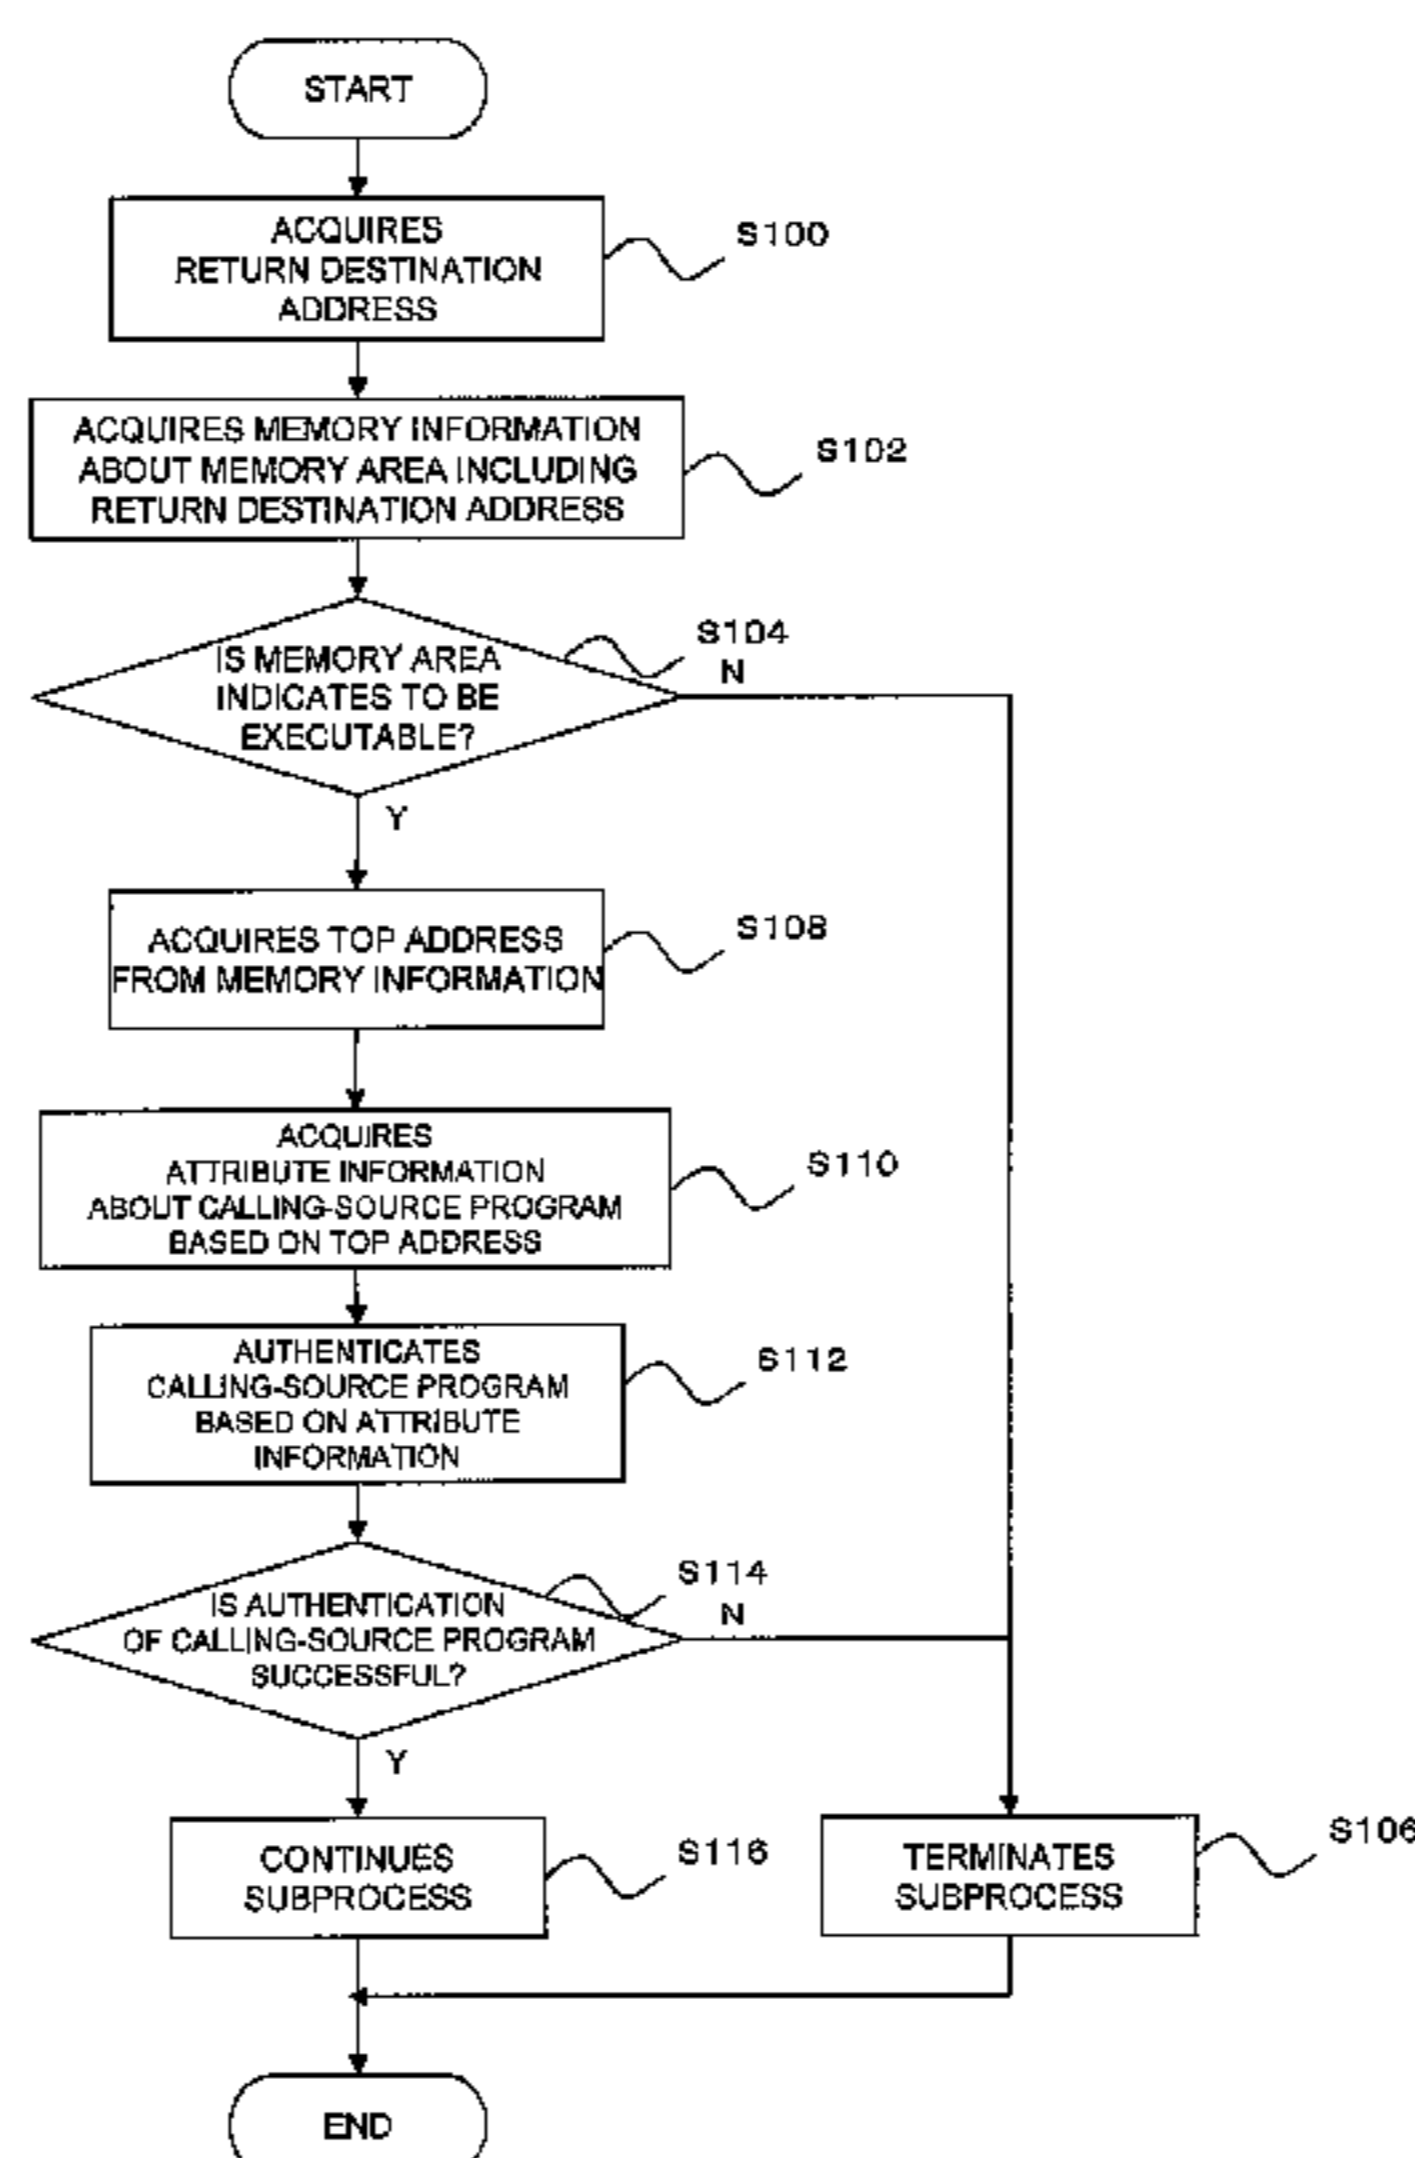 START
ACQUIRES
RETURN DESTINATION
ADDRESS
S100
ACQUIRES MEMORY INFORMATION
ABOUT MEMORY AREA INCLUDING
RETURN DESTINATION ADDRESS
S102
IS MEMORY AREA
INDICATES TO BE
EXECUTABLE?
S104
N
Y
ACQUIRES TOP ADDRESS
FROM MEMORY INFORMATION
S108
ACQUIRES
ATTRIBUTE INFORMATION
ABOUT CALLING-SOURCE PROGRAM
BASED ON TOP ADDRESS
S110
AUTHENTICATES
CALLING-SOURCE PROGRAM
BASED ON ATTRIBUTE
INFORMATION
S112
IS AUTHENTICATION
OF CALLING-SOURCE PROGRAM
SUCCESSFUL?
S114
N
Y
CONTINUES
SUBPROCESS
S116
TERMINATES
SUBPROCESS
S106
END